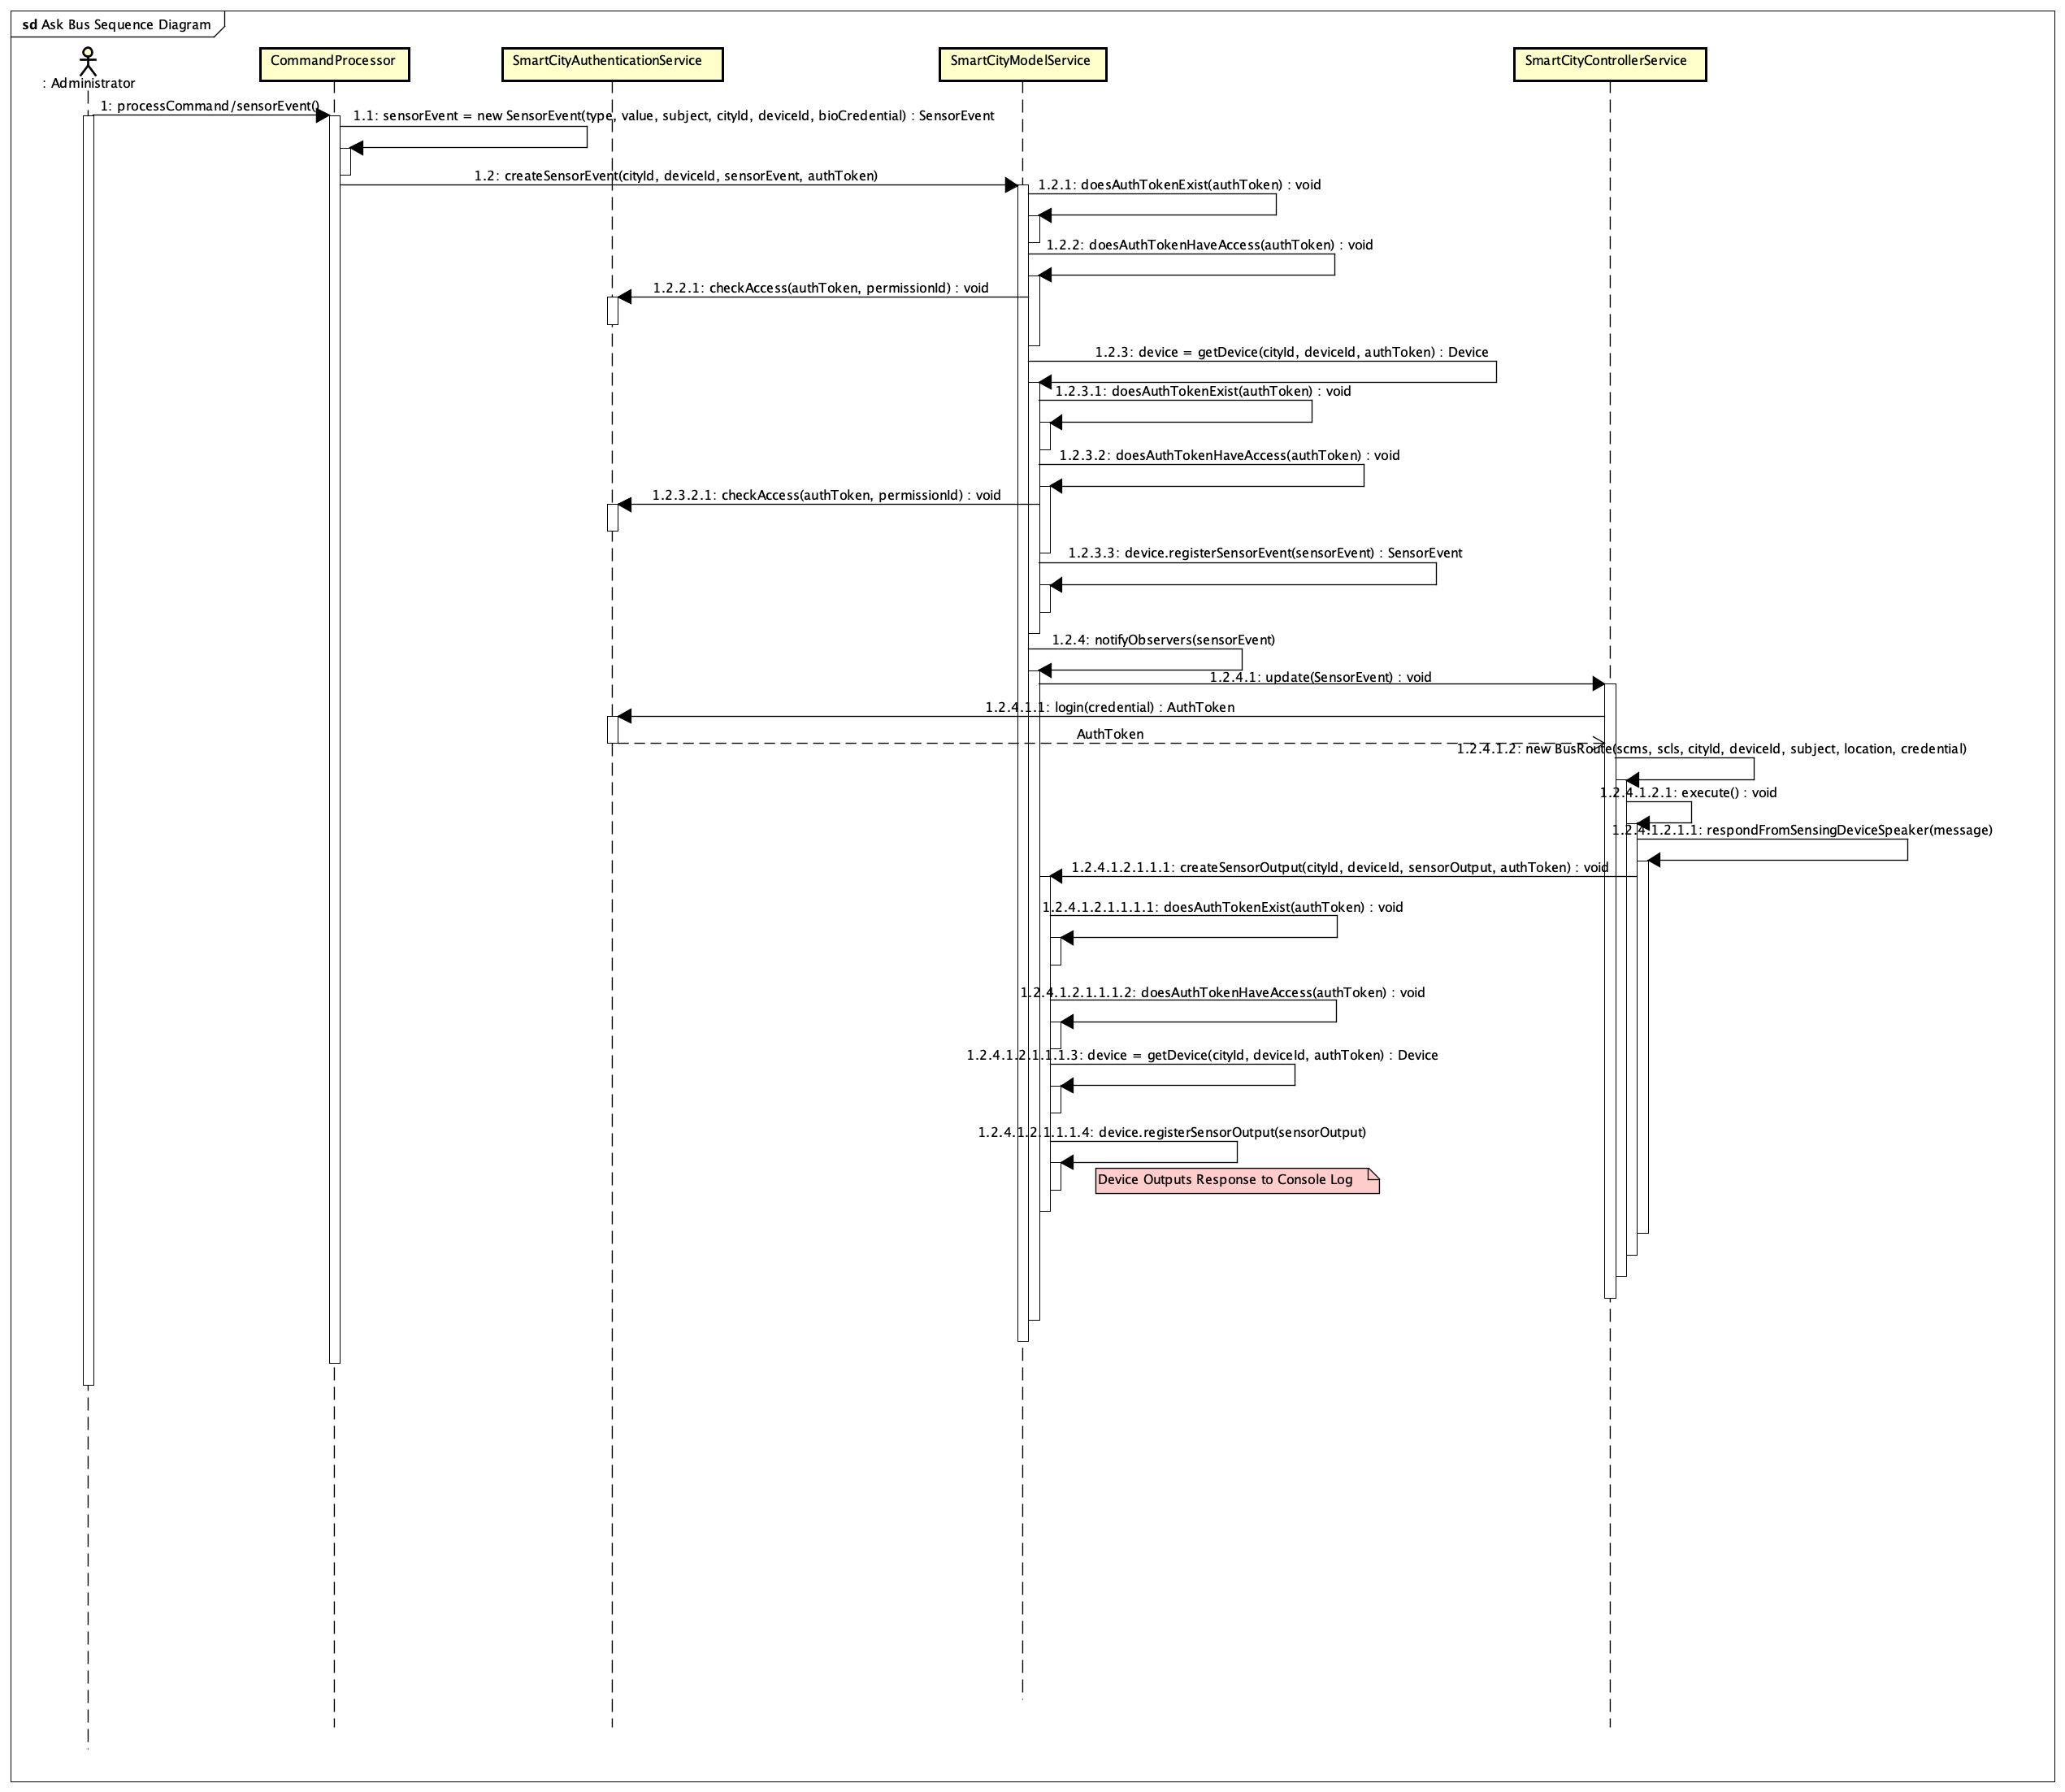 sd Ask Bus Sequence Diagram
: Administrator
CommandProcessor
SmartCityAuthenticationService
SmartCityModelService
SmartCityControllerService
1: processCommand/sensorEvent()
1.1: sensorEvent = new SensorEvent(type, value, subject, cityId, deviceId, bioCredential) : SensorEvent
1.2: createSensorEvent(cityId, deviceId, sensorEvent, authToken)
1.2.1: doesAuthTokenExist(authToken) : void
1.2.2: doesAuthTokenHaveAccess(authToken) : void
1.2.2.1: checkAccess(authToken, permissionId) : void
1.2.3: device = getDevice(cityId, deviceId, authToken) : Device
1.2.3.1: doesAuthTokenExist(authToken) : void
1.2.3.2: doesAuthTokenHaveAccess(authToken) : void
1.2.3.2.1: checkAccess(authToken, permissionId) : void
1.2.3.3: device.registerSensorEvent(sensorEvent) : SensorEvent
1.2.4: notifyObservers(sensorEvent)
1.2.4.1: update(SensorEvent) : void
1.2.4.1.1: login(credential) : AuthToken
AuthToken
1.2.4.1.2: new BusRoute(scms, scls, cityId, deviceId, subject, location, credential)
1.2.4.1.2.1: execute() : void
1.2.4.1.2.1.1: respondFromSensingDeviceSpeaker(message)
1.2.4.1.2.1.1.1: createSensorOutput(cityId, deviceId, sensorOutput, authToken) : void
1.2.4.1.2.1.1.1.1: doesAuthTokenExist(authToken) : void
1.2.4.1.2.1.1.1.2: doesAuthTokenHaveAccess(authToken) : void
1.2.4.1.2.1.1.1.3: device = getDevice(cityId, deviceId, authToken) : Device
1.2.4.1.2.1.1.1.4: device.registerSensorOutput(sensorOutput)
Device Outputs Response to Console Log